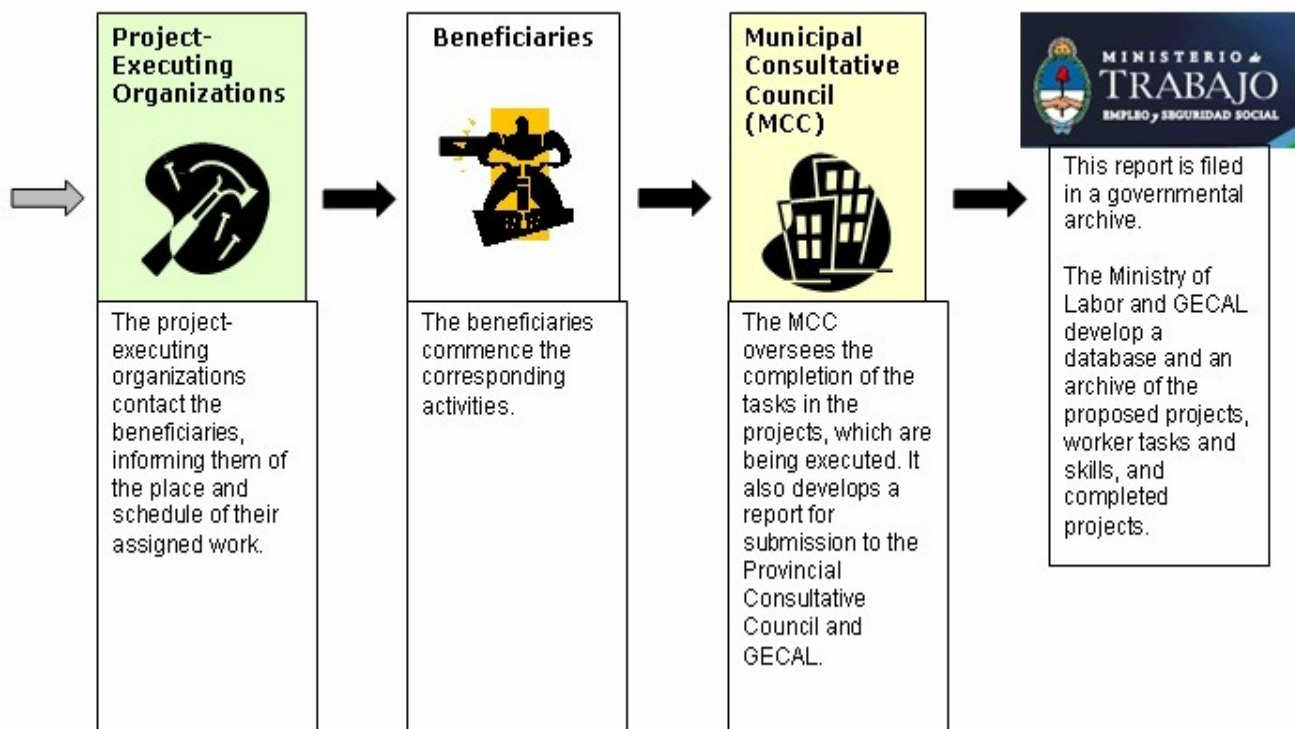 Project-
Executing
Organizations
The project-
executing
organizations
contact the
beneficiaries,
informing them of
the place and
schedule of their
assigned work.
Beneficiaries
The beneficiaries
commence the
corresponding
activities.
Municipal
Consultative
Council
(MCC)
The MCC
oversees the
completion of the
tasks in the
projects, which are
being executed. It
also develops a
report for
submission to the
Provincial
Consultative
Council and
GECAL.
MINISTERIO de
TRABAJO
EMPLEO y SEGURIDAD SOCIAL
This report is filed
in a governmental
archive.
The Ministry of
Labor and GECAL
develop a
database and an
archive of the
proposed projects,
worker tasks and
skills, and
completed
projects.